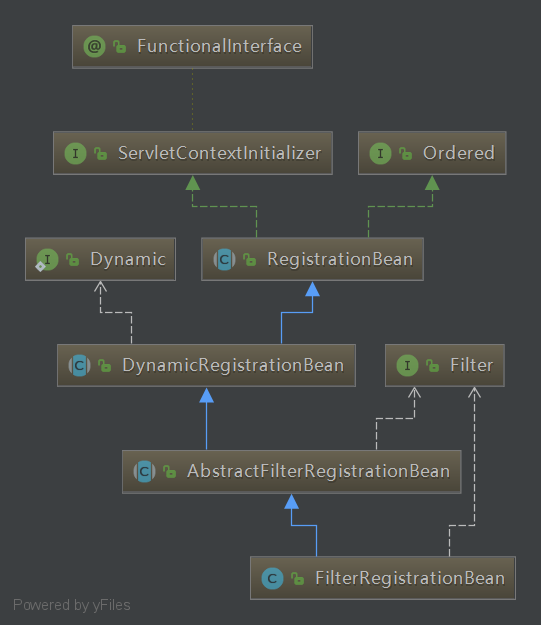 @ FunctionalInterface
I ServletContextInitializer
I Ordered
I Dynamic
C RegistrationBean
C DynamicRegistrationBean
I Filter
C AbstractFilterRegistrationBean
C FilterRegistrationBean
Powered by yFiles